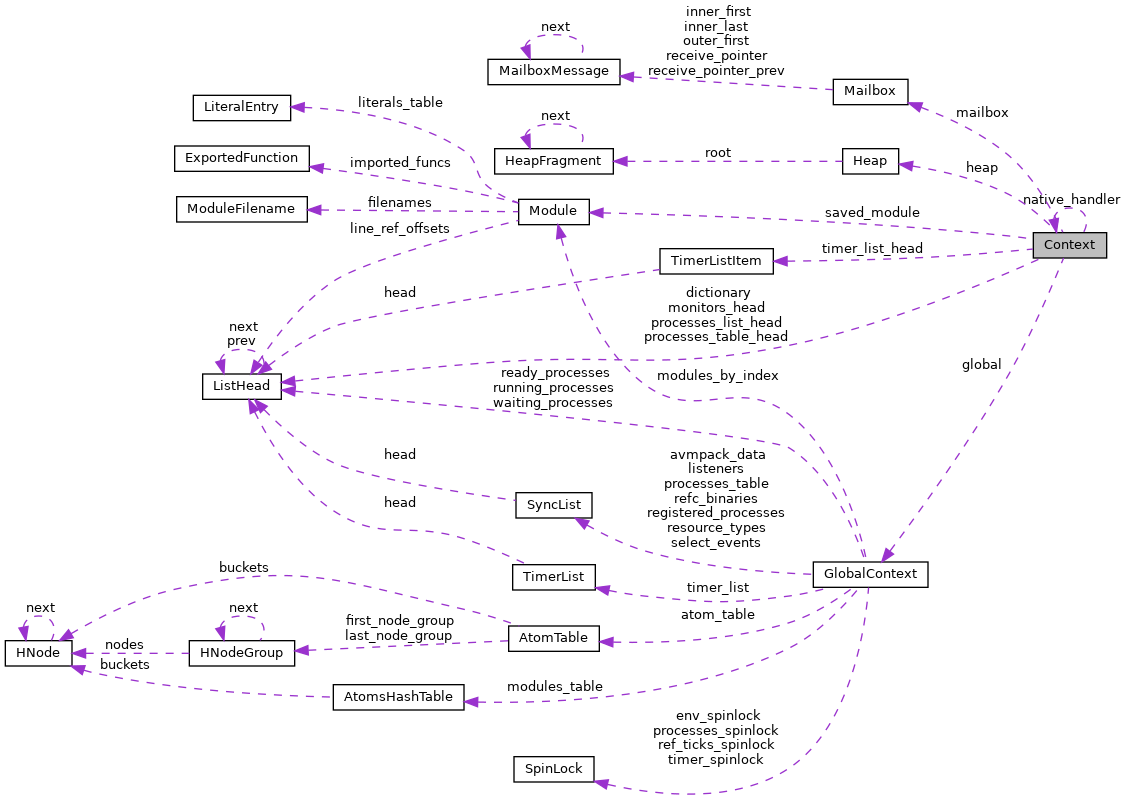 inner_first
inner_last
outer_first
receive_pointer
receive_pointer_prev
next
MailboxMessage
Mailbox
mailbox
LiteralEntry
literals_table
next
HeapFragment
root
Heap
heap
ExportedFunction
imported_funcs
ModuleFilename
filenames
Module
saved_module
native_handler
line_ref_offsets
Context
timer_list_head
TimerListItem
head
dictionary
monitors_head
processes_list_head
processes_table_head
next
prev
ListHead
global
ready_processes
running_processes
waiting_processes
modules_by_index
head
avmpack_data
listeners
processes_table
refc_binaries
registered_processes
resource_types
select_events
SyncList
head
GlobalContext
buckets
TimerList
timer_list
next
HNode
next
HNodeGroup
first_node_group
last_node_group
AtomTable
atom_table
nodes
buckets
AtomsHashTable
modules_table
env_spinlock
processes_spinlock
ref_ticks_spinlock
timer_spinlock
SpinLock